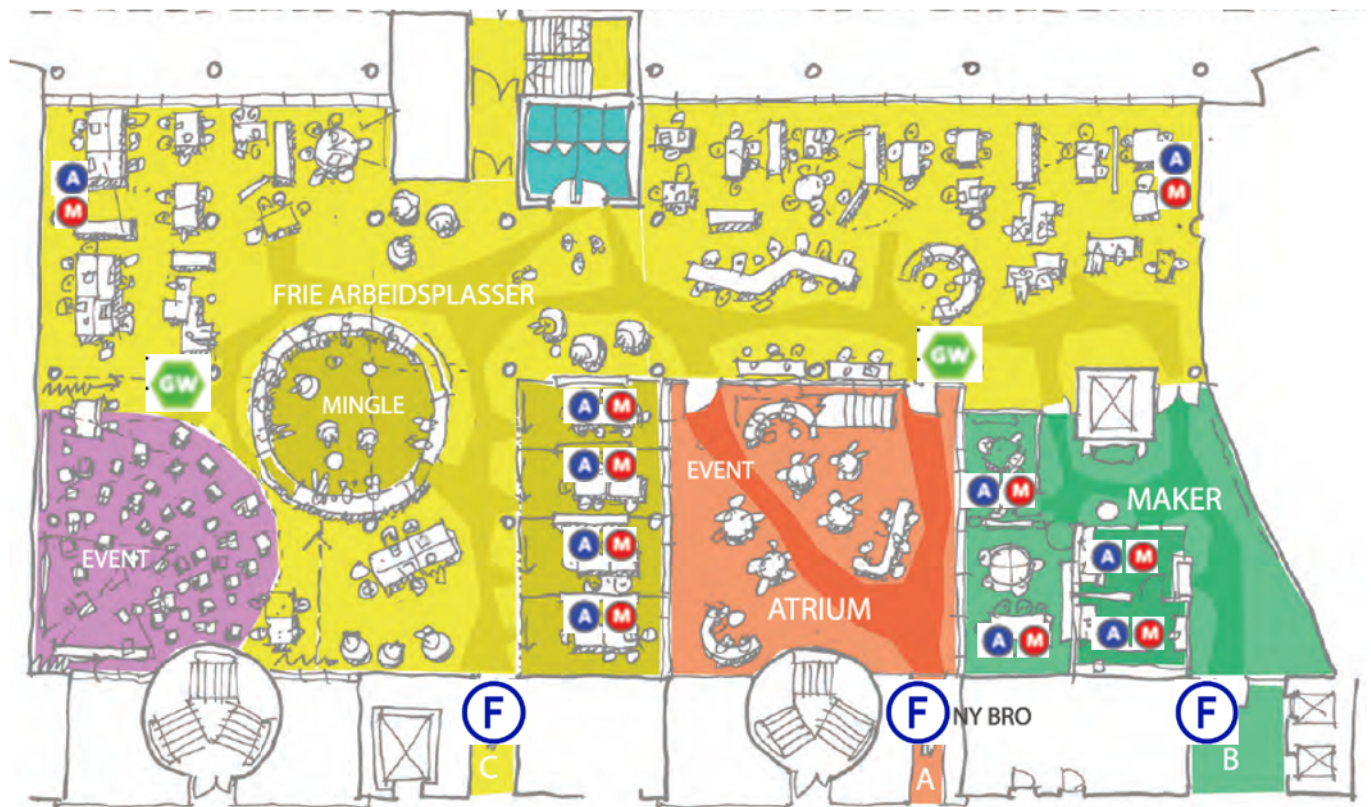 A
M
A
M
FRIE ARBEIDSPLASSER
GW
GW
MINGLE
A M
A M
A M
A M
EVENT
EVENT
ATRIUM
MAKER
A M
A M
A M
A M
F
F NY BRO
F
C
A
B